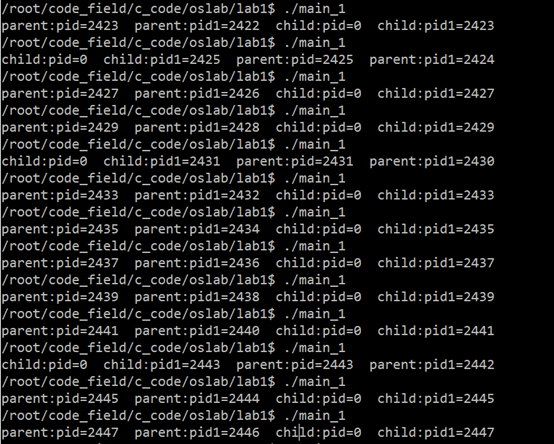 /root/code_field/c_code/oslab/lab1$ ./main_1
parent:pid=2423  parent:pid1=2422  child:pid=0  child:pid1=2423
/root/code_field/c_code/oslab/lab1$ ./main_1
child:pid=0  child:pid1=2425  parent:pid=2425  parent:pid1=2424
/root/code_field/c_code/oslab/lab1$ ./main_1
parent:pid=2427  parent:pid1=2426  child:pid=0  child:pid1=2427
/root/code_field/c_code/oslab/lab1$ ./main_1
parent:pid=2429  parent:pid1=2428  child:pid=0  child:pid1=2429
/root/code_field/c_code/oslab/lab1$ ./main_1
child:pid=0  child:pid1=2431  parent:pid=2431  parent:pid1=2430
/root/code_field/c_code/oslab/lab1$ ./main_1
parent:pid=2433  parent:pid1=2432  child:pid=0  child:pid1=2433
/root/code_field/c_code/oslab/lab1$ ./main_1
parent:pid=2435  parent:pid1=2434  child:pid=0  child:pid1=2435
/root/code_field/c_code/oslab/lab1$ ./main_1
parent:pid=2437  parent:pid1=2436  child:pid=0  child:pid1=2437
/root/code_field/c_code/oslab/lab1$ ./main_1
parent:pid=2439  parent:pid1=2438  child:pid=0  child:pid1=2439
/root/code_field/c_code/oslab/lab1$ ./main_1
parent:pid=2441  parent:pid1=2440  child:pid=0  child:pid1=2441
/root/code_field/c_code/oslab/lab1$ ./main_1
child:pid=0  child:pid1=2443  parent:pid=2443  parent:pid1=2442
/root/code_field/c_code/oslab/lab1$ ./main_1
parent:pid=2445  parent:pid1=2444  child:pid=0  child:pid1=2445
/root/code_field/c_code/oslab/lab1$ ./main_1
parent:pid=2447  parent:pid1=2446  child:pid=0  child:pid1=2447